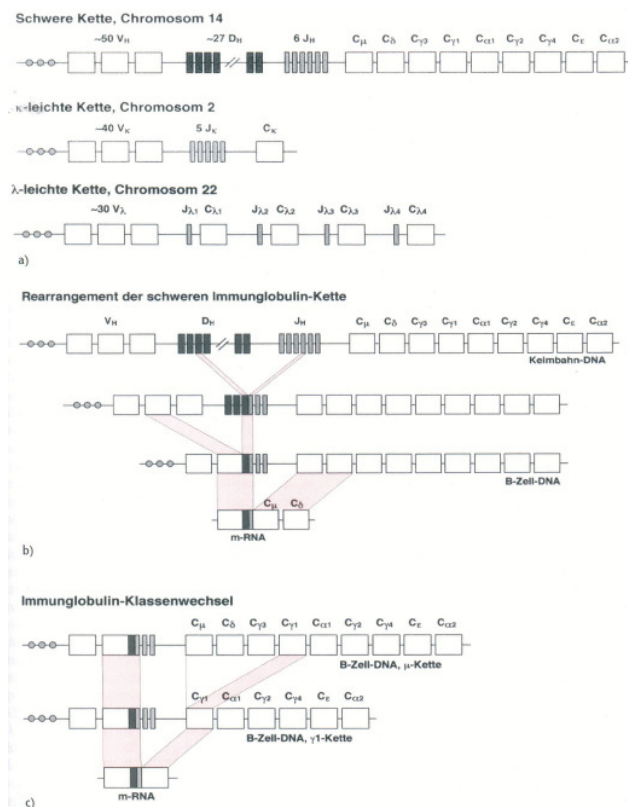 Schwere Kette, Chromosom 14
~50 VH ~27 DH 6 JH Cμ Cδ Cγ3 Cγ1 Cα1 Cγ2 Cγ4 Cε Cα2
κ-leichte Kette, Chromosom 2
~40 Vκ 5 Jκ Cκ
λ-leichte Kette, Chromosom 22
~30 Vλ Jλ1 Cλ1 Jλ2 Cλ2 Jλ3 Cλ3 Jλ4 Cλ4
a)
Rearrangement der schweren Immunglobulin-Kette
VH DH JH Cμ Cδ Cγ3 Cγ1 Cα1 Cγ2 Cγ4 Cε Cα2
Keimbahn-DNA
B-Zell-DNA
Cμ Cδ
m-RNA
b)
Immunglobulin-Klassenwechsel
Cμ Cδ Cγ3 Cγ1 Cα1 Cγ2 Cγ4 Cε Cα2
B-Zell-DNA, μ-Kette
Cγ1 Cα1 Cγ2 Cγ4 Cε Cα2
B-Zell-DNA, γ1-Kette
m-RNA
c)